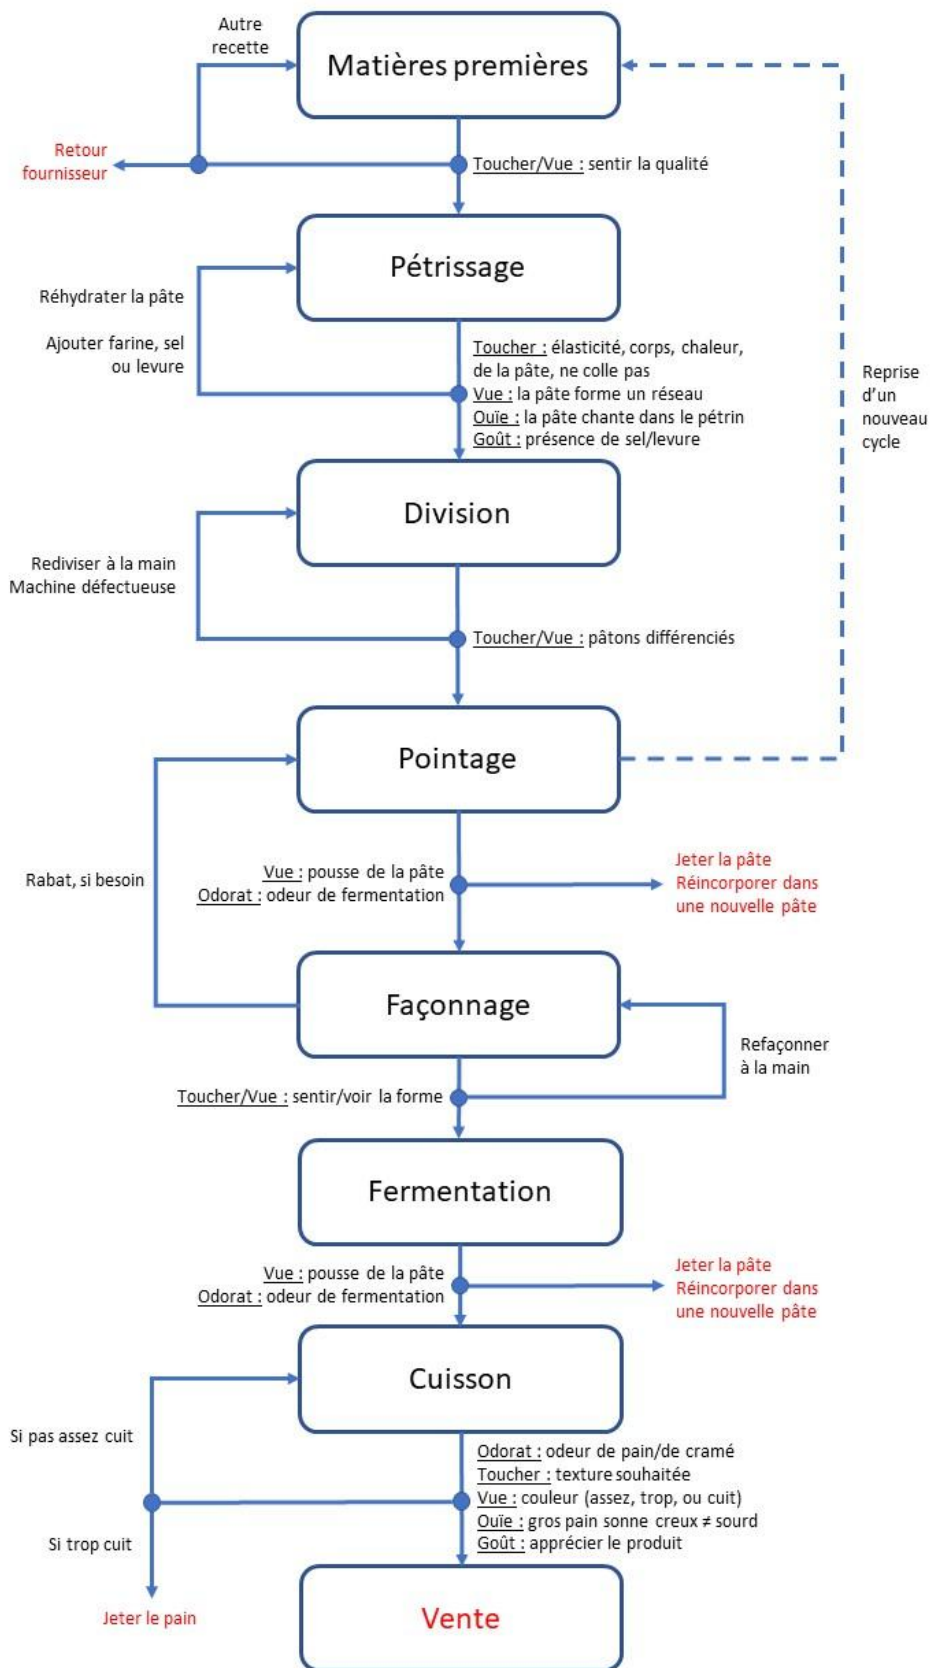 Autre
recette
Matières premières
Retour
fournisseur
Toucher/Vue : sentir la qualité
Pétrissage
Réhydrater la pâte
Ajouter farine, sel
ou levure
Toucher : élasticité, corps, chaleur,
de la pâte, ne colle pas
Vue : la pâte forme un réseau
Ouïe : la pâte chante dans le pétrin
Goût : présence de sel/levure
Reprise
d'un
nouveau
cycle
Division
Rediviser à la main
Machine défectueuse
Toucher/Vue : pâtons différenciés
Pointage
Rabat, si besoin
Vue : pousse de la pâte
Odorat : odeur de fermentation
Jeter la pâte
Réincorporer dans
une nouvelle pâte
Façonnage
Refaçonner
à la main
Toucher/Vue : sentir/voir la forme
Fermentation
Vue : pousse de la pâte
Odorat : odeur de fermentation
Jeter la pâte
Réincorporer dans
une nouvelle pâte
Cuisson
Si pas assez cuit
Odorat : odeur de pain/de cramé
Toucher : texture souhaitée
Vue : couleur (assez, trop, ou cuit)
Ouïe : gros pain sonne creux ≠ sourd
Goût : apprécier le produit
Si trop cuit
Jeter le pain
Vente